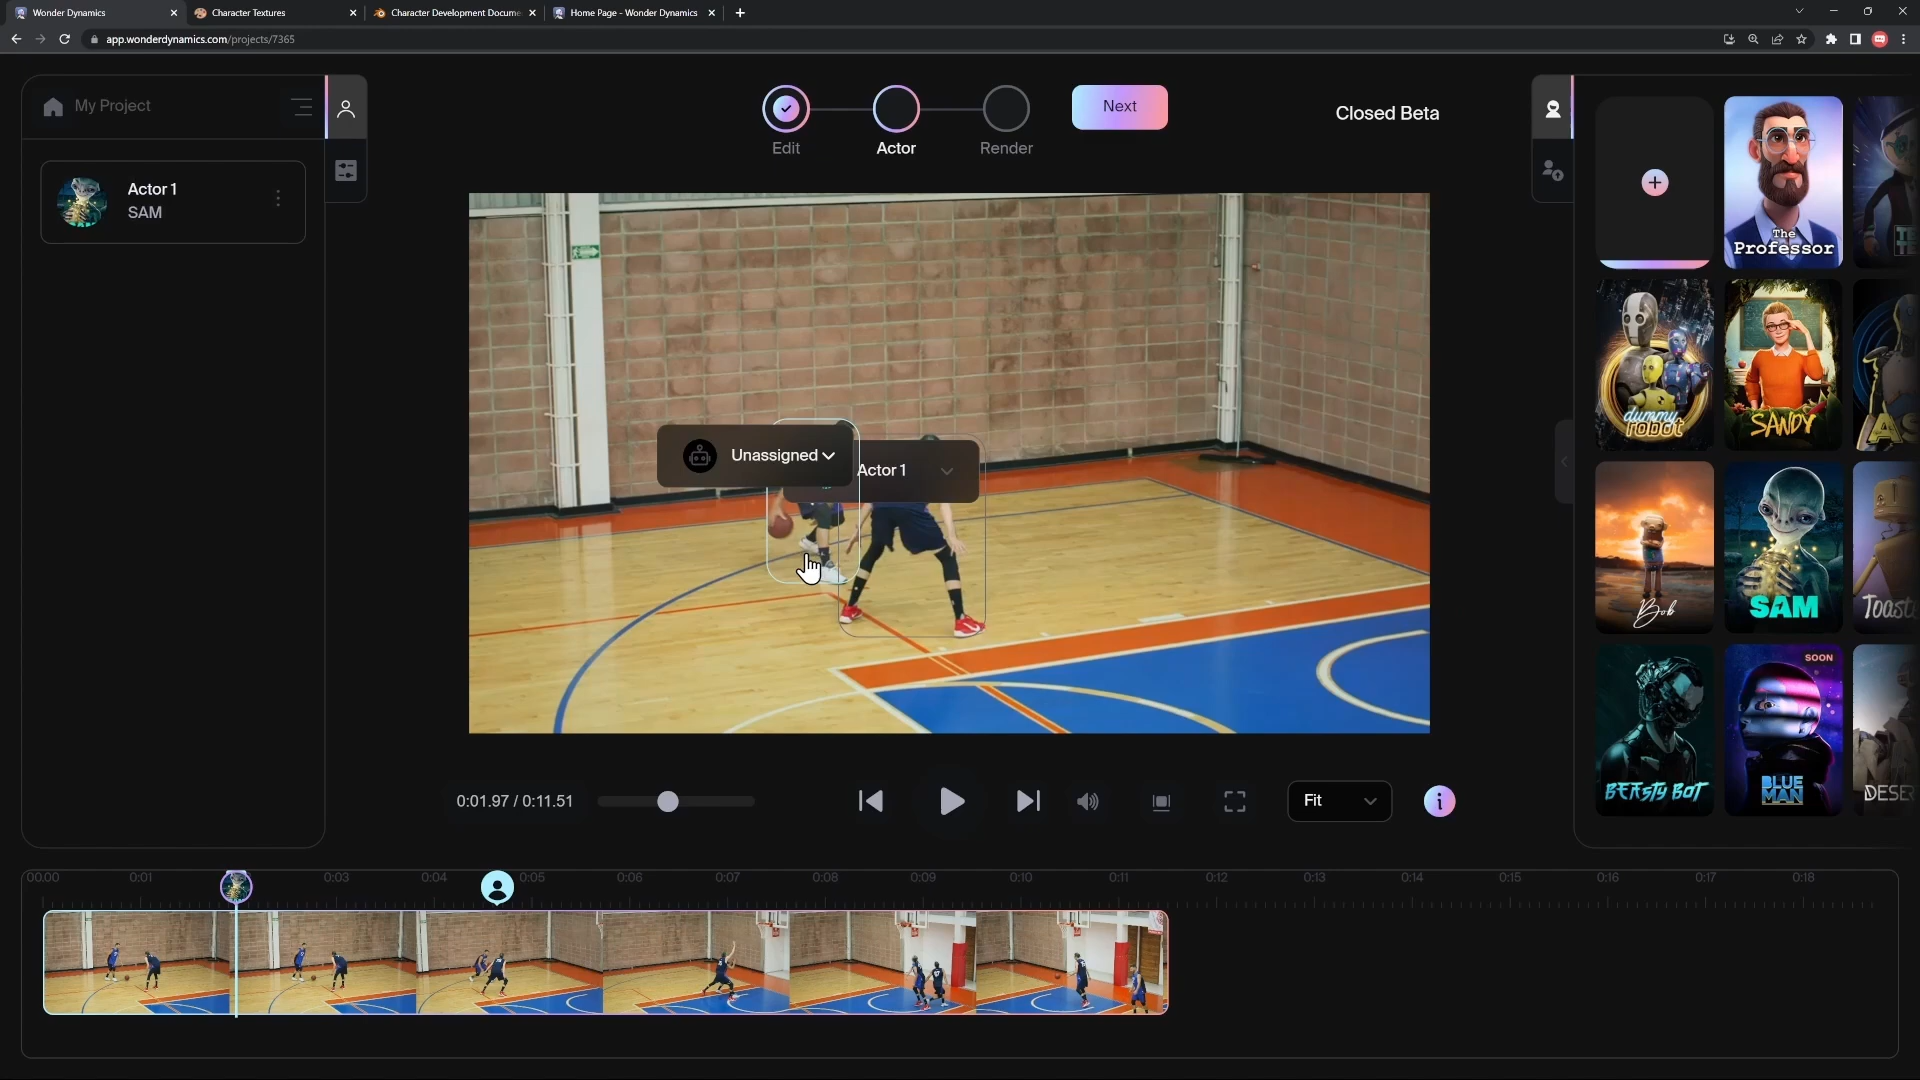 Wonder Dynamics
Character Textures
Character Development Docume
Home Page - Wonder Dynamics
app.wonderdynamics.com/projects/7365
My Project
Actor 1
SAM
Edit
Actor
Render
Next
Closed Beta
The
Professor
dummy
robot
SANDY
Bob
SAM
Toast
BEASTY BOT
SOON
BLUE
MAN
DESER
Unassigned
Actor 1
0:01.97 / 0:11.51
Fit
00.00
0:01
0:03
0:04
0:05
0:06
0:07
0:08
0:09
0:10
0:11
0:12
0:13
0:14
0:15
0:16
0:17
0:18